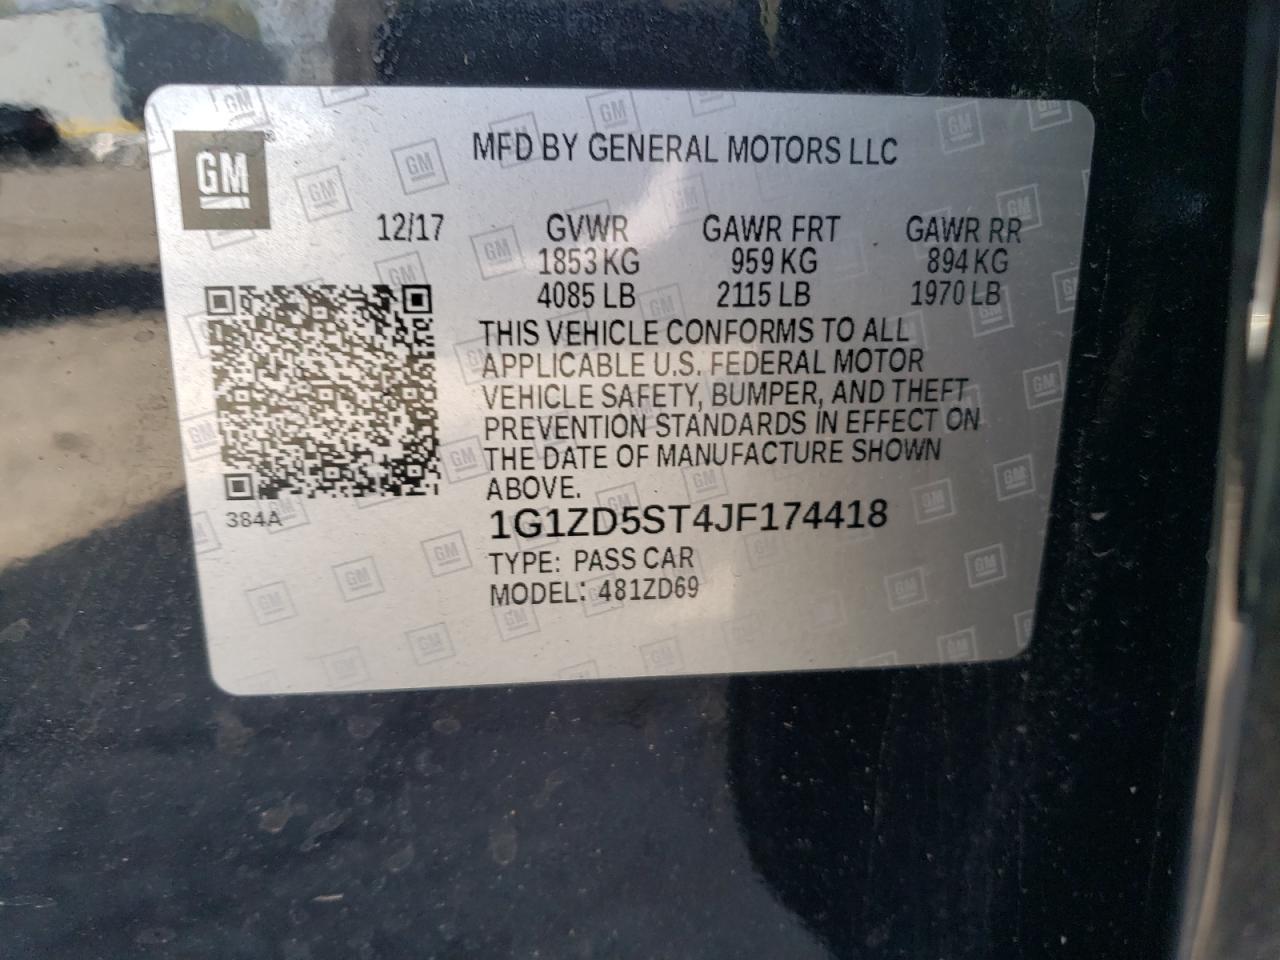 GM
MFD BY GENERAL MOTORS LLC
12/17 GVWR GAWR FRT GAWR RR
1853 KG 959 KG 894 KG
4085 LB 2115 LB 1970 LB
THIS VEHICLE CONFORMS TO ALL
APPLICABLE U.S. FEDERAL MOTOR
VEHICLE SAFETY, BUMPER, AND THEFT
PREVENTION STANDARDS IN EFFECT ON
THE DATE OF MANUFACTURE SHOWN
ABOVE.
384A
1G1ZD5ST4JF174418
TYPE: PASS CAR
MODEL: 481ZD69